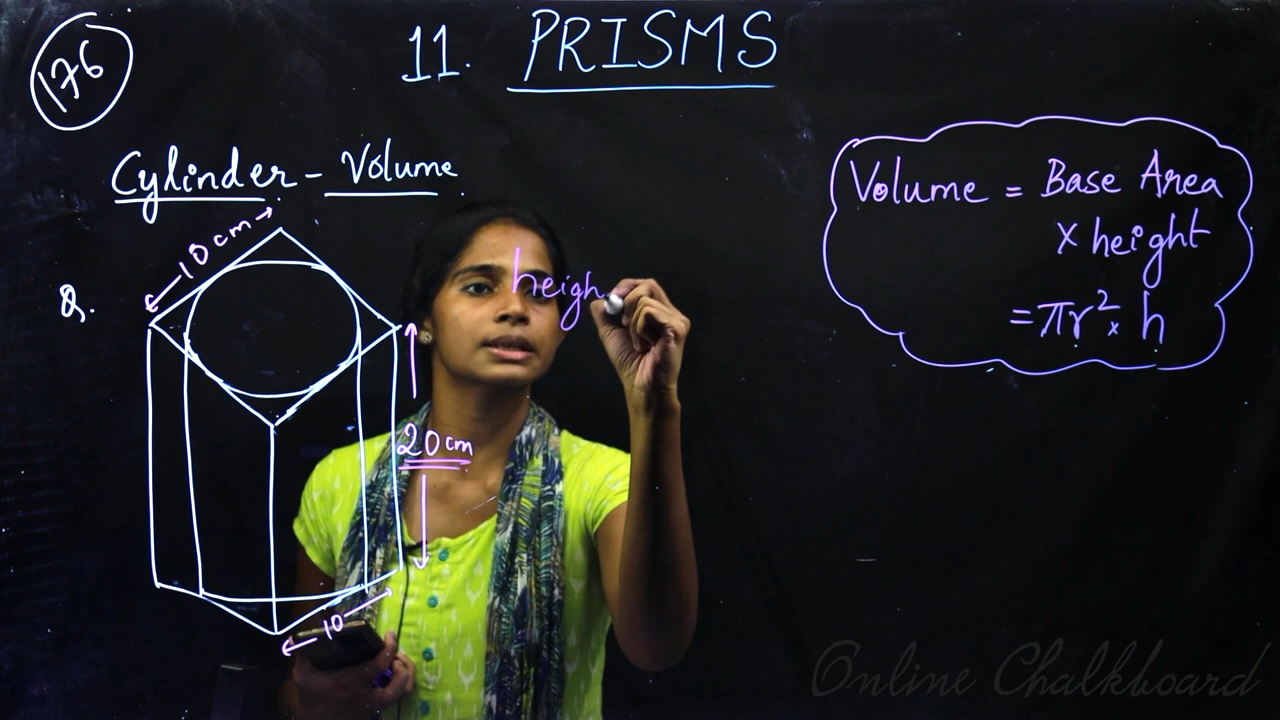 176
11. PRISMS
Cylinder - Volume
Volume = Base Area
x height
= πr² x h
Q.
10cm
heigh
20cm
10
Online Chalkboard